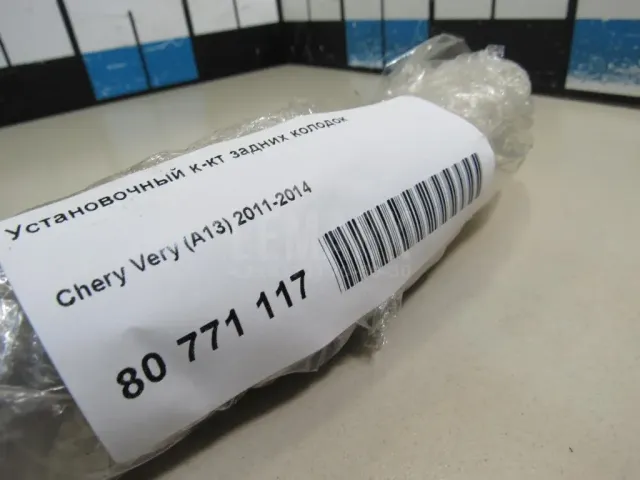 Установочный к-кт задних колодок
Chery Very (A13) 2011-2014
80 771 117